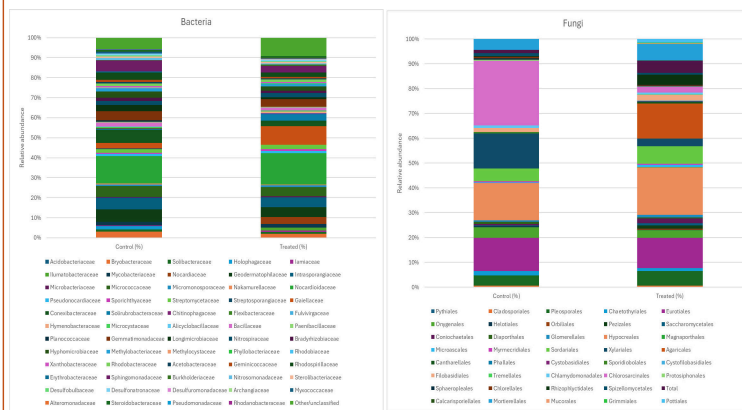 Bacteria
100%
90%
80%
70%
60%
50%
40%
30%
20%
10%
0%
Relative abundance
Control (%) Treated (%)
Acidobacteriaceae Bryobacteraceae Solibacteraceae Holophagaceae Iamiaceae
Ilumatobacteraceae Mycobacteriaceae Nocardiaceae Geodermatophilaceae Intrasporangiaceae
Microbacteriaceae Micrococcaceae Micromonosporaceae Nakamurellaceae Nocardioidaceae
Pseudonocardiaceae Sporichthyaceae Streptomycetaceae Streptosporangiaceae Gaiellaceae
Conexibacteraceae Solirubrobacteraceae Chitinophagaceae Flexibacteraceae Fulvivirgaceae
Hymenobacteraceae Microcystaceae Alicyclobacillaceae Bacillaceae Paenibacillaceae
Planococcaceae Gemmatimonadaceae Longimicrobiaceae Nitrospiraceae Bradyrhizobiaceae
Hyphomicrobiaceae Methylobacteriaceae Methylocystaceae Phyllobacteriaceae Rhodobiaceae
Xanthobacteraceae Rhodobacteraceae Acetobacteraceae Geminicoccaceae Rhodospirillaceae
Erythrobacteraceae Sphingomonadaceae Burkholderiaceae Nitrosomonadaceae Sterolibacteriaceae
Desulfobulbaceae Desulfonatronaceae Desulfuromonadaceae Archangiaceae Myxococcaceae
Alteromonadaceae Steroidobacteraceae Pseudomonadaceae Rhodanobacteraceae Other/unclassified
Fungi
100%
90%
80%
70%
60%
50%
40%
30%
20%
10%
0%
Relative abundance
Control (%) Treated (%)
Pythiales Cladosporiales Pleosporales Chaetothyriales Eurotiales
Onygenales Helotiales Orbiliales Pezizales Saccharomycetales
Coniochaetales Diaporthales Glomerellales Hypocreales Magnaporthales
Microascales Myrmecridiales Sordariales Xylariales Agaricales
Cantharellales Phallales Cystobasidiales Sporidiobolales Cystofilobasidiales
Filobasidiales Tremellales Chlamydomonadales Chlorosarcinales Protosiphonales
Sphaeropleales Chlorellales Rhizophlyctidales Spizellomycetales Total
Calcarisporiellales Mortierellales Mucorales Grimmiales Pottiales